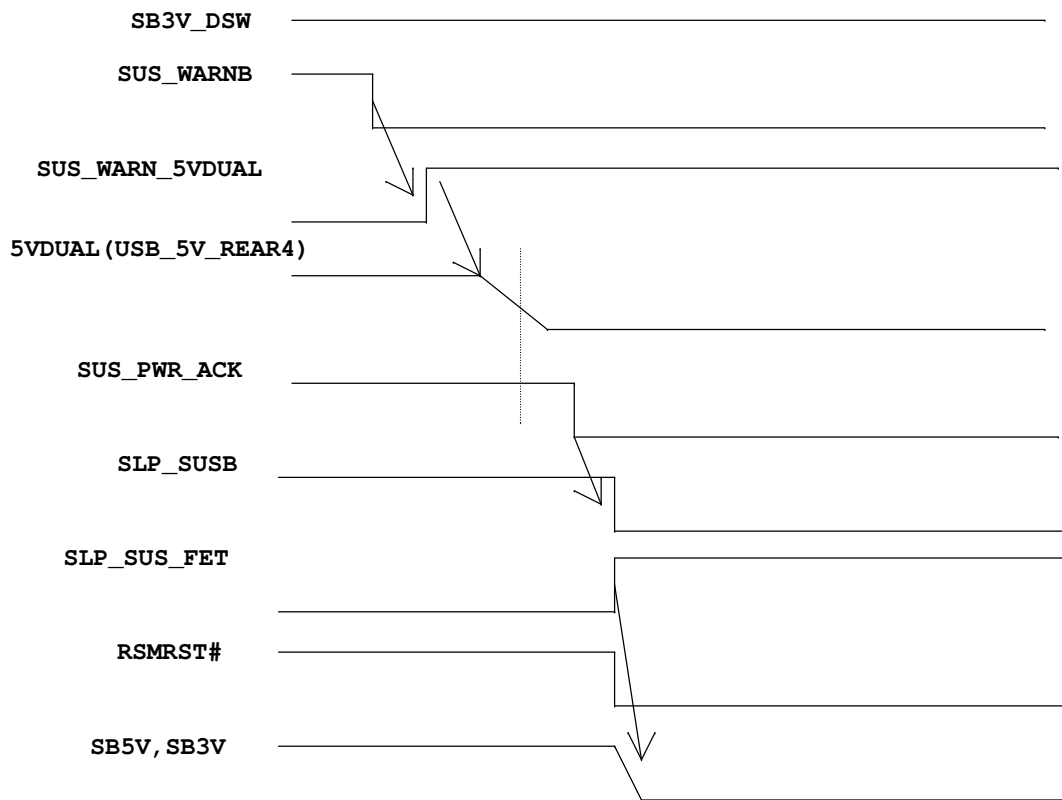 SB3V_DSW
SUS_WARNB
SUS_WARN_5VDUAL
5VDUAL(USB_5V_REAR4)
SUS_PWR_ACK
SLP_SUSB
SLP_SUS_FET
RSMRST#
SB5V,SB3V